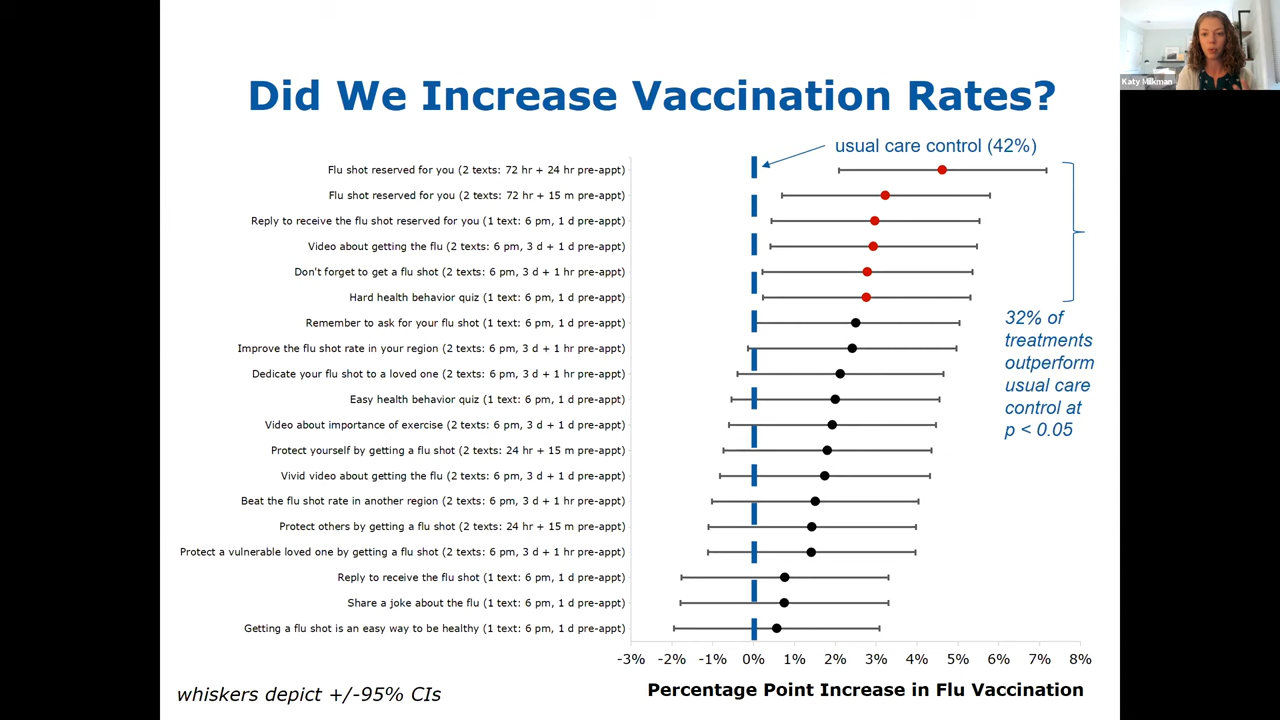 Katy Milkman
Did We Increase Vaccination Rates?
usual care control (42%)
Flu shot reserved for you (2 texts: 72 hr + 24 hr pre-appt)
Flu shot reserved for you (2 texts: 72 hr + 15 m pre-appt)
Reply to receive the flu shot reserved for you (1 text: 6 pm, 1 d pre-appt)
Video about getting the flu (2 texts: 6 pm, 3 d + 1 d pre-appt)
Don't forget to get a flu shot (2 texts: 6 pm, 3 d + 1 hr pre-appt)
Hard health behavior quiz (1 text: 6 pm, 1 d pre-appt)
Remember to ask for your flu shot (1 text: 6 pm, 1 d pre-appt)
Improve the flu shot rate in your region (2 texts: 6 pm, 3 d + 1 hr pre-appt)
Dedicate your flu shot to a loved one (2 texts: 6 pm, 3 d + 1 d pre-appt)
Easy health behavior quiz (1 text: 6 pm, 1 d pre-appt)
Video about importance of exercise (2 texts: 6 pm, 3 d + 1 d pre-appt)
Protect yourself by getting a flu shot (2 texts: 24 hr + 15 m pre-appt)
Vivid video about getting the flu (2 texts: 6 pm, 3 d + 1 d pre-appt)
Beat the flu shot rate in another region (2 texts: 6 pm, 3 d + 1 hr pre-appt)
Protect others by getting a flu shot (2 texts: 24 hr + 15 m pre-appt)
Protect a vulnerable loved one by getting a flu shot (2 texts: 6 pm, 3 d + 1 hr pre-appt)
Reply to receive the flu shot (1 text: 6 pm, 1 d pre-appt)
Share a joke about the flu (1 text: 6 pm, 1 d pre-appt)
Getting a flu shot is an easy way to be healthy (1 text: 6 pm, 1 d pre-appt)
32% of
treatments
outperform
usual care
control at
p < 0.05
-3% -2% -1% 0% 1% 2% 3% 4% 5% 6% 7% 8%
Percentage Point Increase in Flu Vaccination
whiskers depict +/-95% CIs